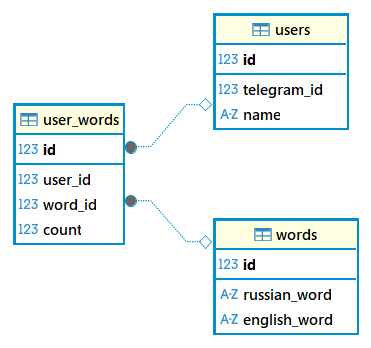 users
123 id
123 telegram_id
A-Z name
user_words
123 id
123 user_id
123 word_id
123 count
words
123 id
A-Z russian_word
A-Z english_word